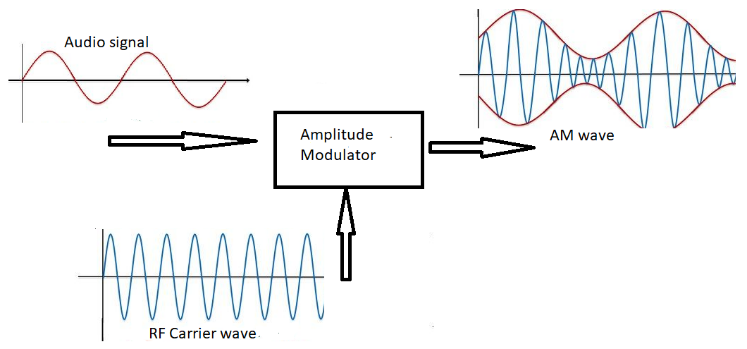 Audio signal
Amplitude
Modulator
AM wave
RF Carrier wave